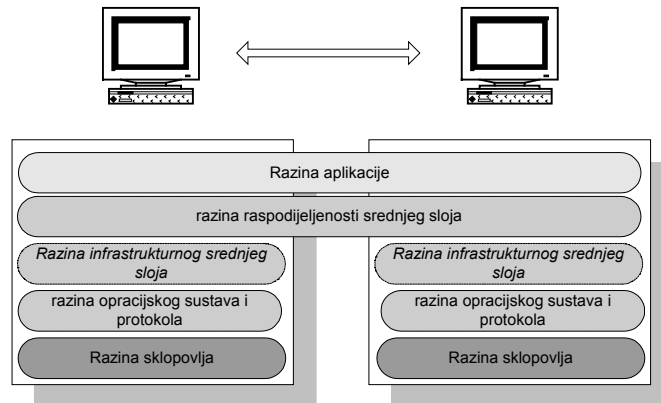 Razina aplikacije
razina raspodijeljenosti srednjeg sloja
Razina infrastrukturnog srednjeg
sloja
Razina infrastrukturnog srednjeg
sloja
razina opracijskog sustava i
protokola
razina opracijskog sustava i
protokola
Razina sklopovlja
Razina sklopovlja